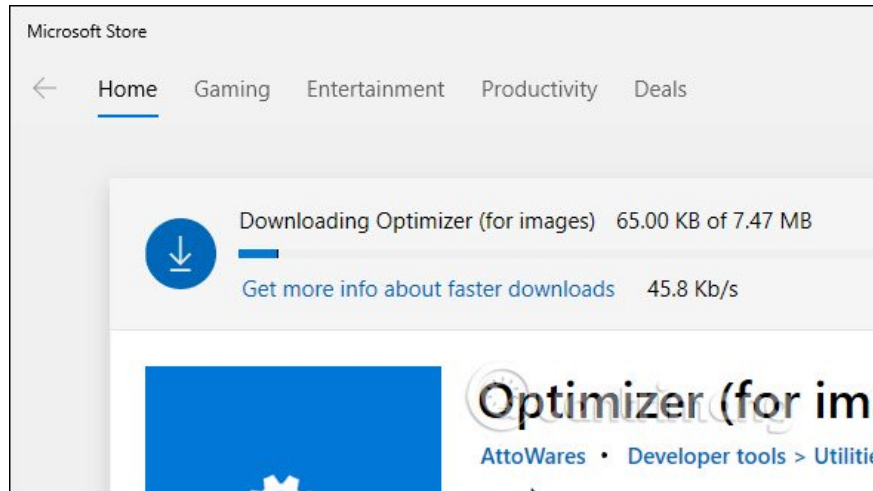 Microsoft Store
Home Gaming Entertainment Productivity Deals
Downloading Optimizer (for images) 65.00 KB of 7.47 MB
Get more info about faster downloads 45.8 Kb/s
Optimizer (for im
AttoWares • Developer tools > Utilitie